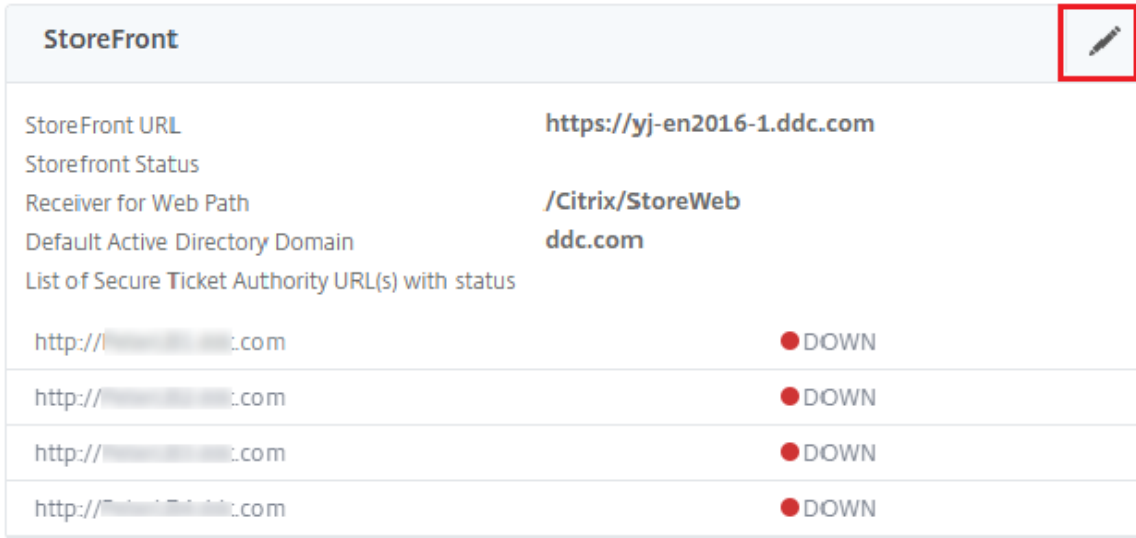 StoreFront
StoreFront URL https://yj-en2016-1.ddc.com
Storefront Status
Receiver for Web Path /Citrix/StoreWeb
Default Active Directory Domain ddc.com
List of Secure Ticket Authority URL(s) with status
http:// .com DOWN
http:// .com DOWN
http:// .com DOWN
http:// .com DOWN